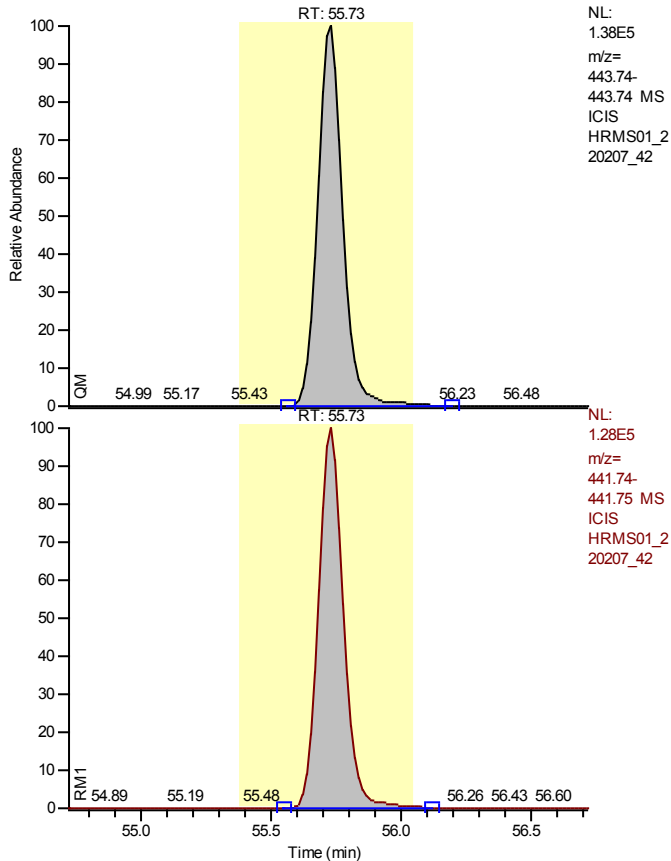 RT: 55.73
NL:
1.38E5
m/z=
443.74-
443.74 MS
ICIS
HRMS01_2
20207_42
100
90
80
70
60
50
40
30
20
10
0
Relative Abundance
QM
54.99 55.17 55.43 56.23 56.48
RT: 55.73
NL:
1.28E5
m/z=
441.74-
441.75 MS
ICIS
HRMS01_2
20207_42
100
90
80
70
60
50
40
30
20
10
0
RM1
54.89 55.19 55.48 56.26 56.43 56.60
55.0 55.5 56.0 56.5
Time (min)